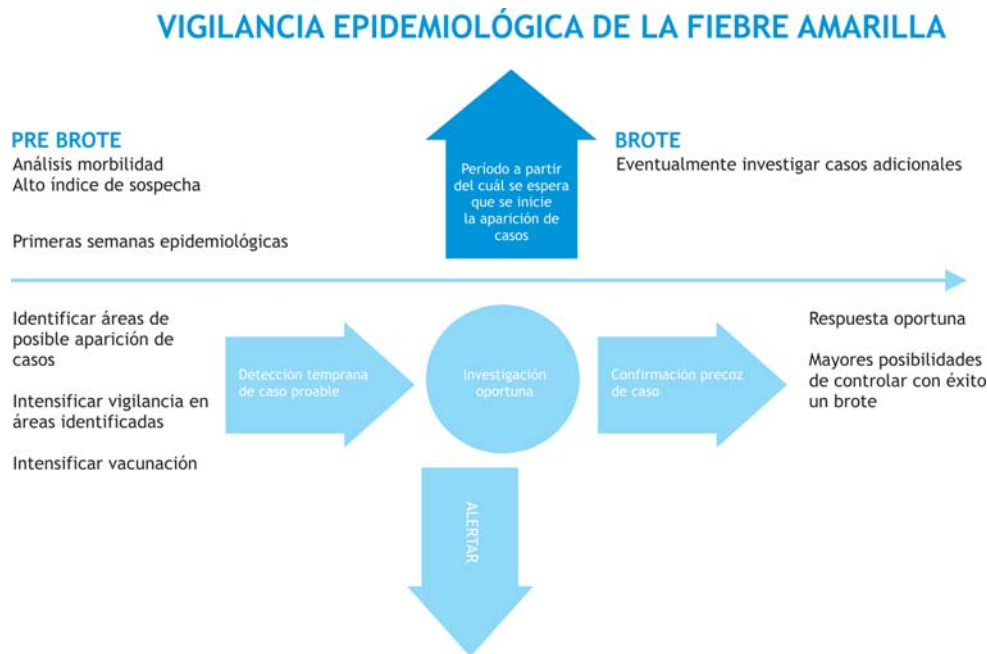 VIGILANCIA EPIDEMIOLÓGICA DE LA FIEBRE AMARILLA
PRE BROTE
Análisis morbilidad
Alto índice de sospecha
Primeras semanas epidemiológicas
Período a partir
del cuál se espera
que se inicie
la aparición de
casos
BROTE
Eventualmente investigar casos adicionales
Identificar áreas de
posible aparición de
casos
Intensificar vigilancia en
áreas identificadas
Intensificar vacunación
Detección temprana
de caso proable
Investigación
oportuna
Confirmación precoz
de caso
Respuesta oportuna
Mayores posibilidades
de controlar con éxito
un brote
ALERTAR